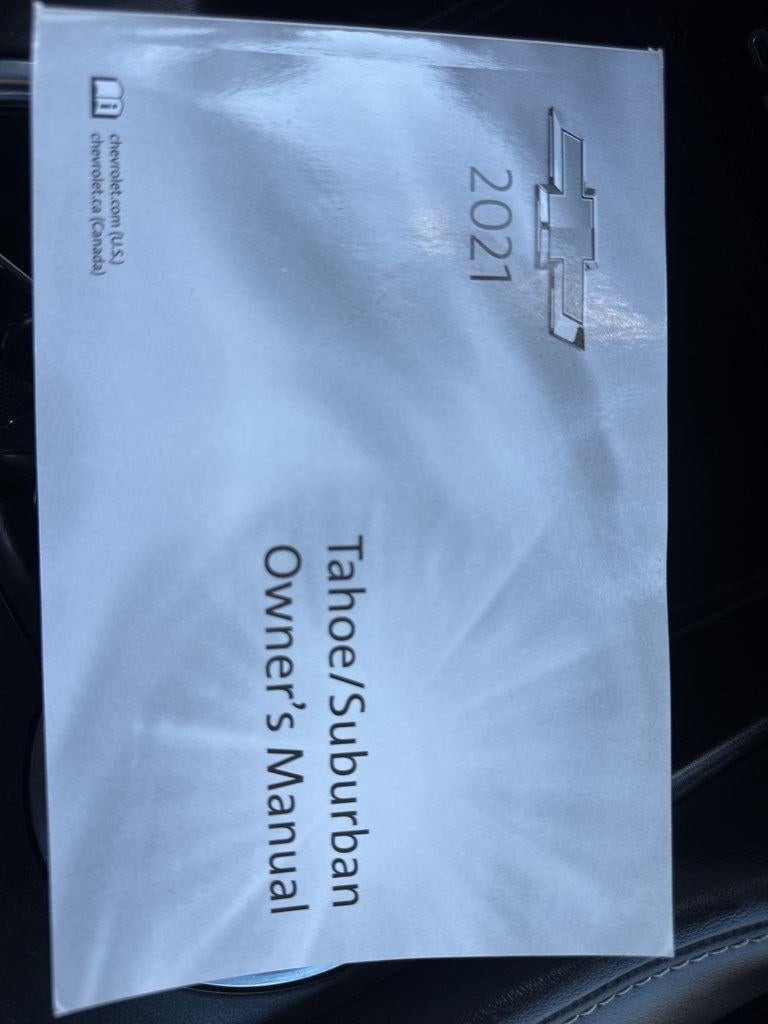 2021
Tahoe/Suburban
Owner's Manual
chevrolet.com (U.S.)
chevrolet.ca (Canada)